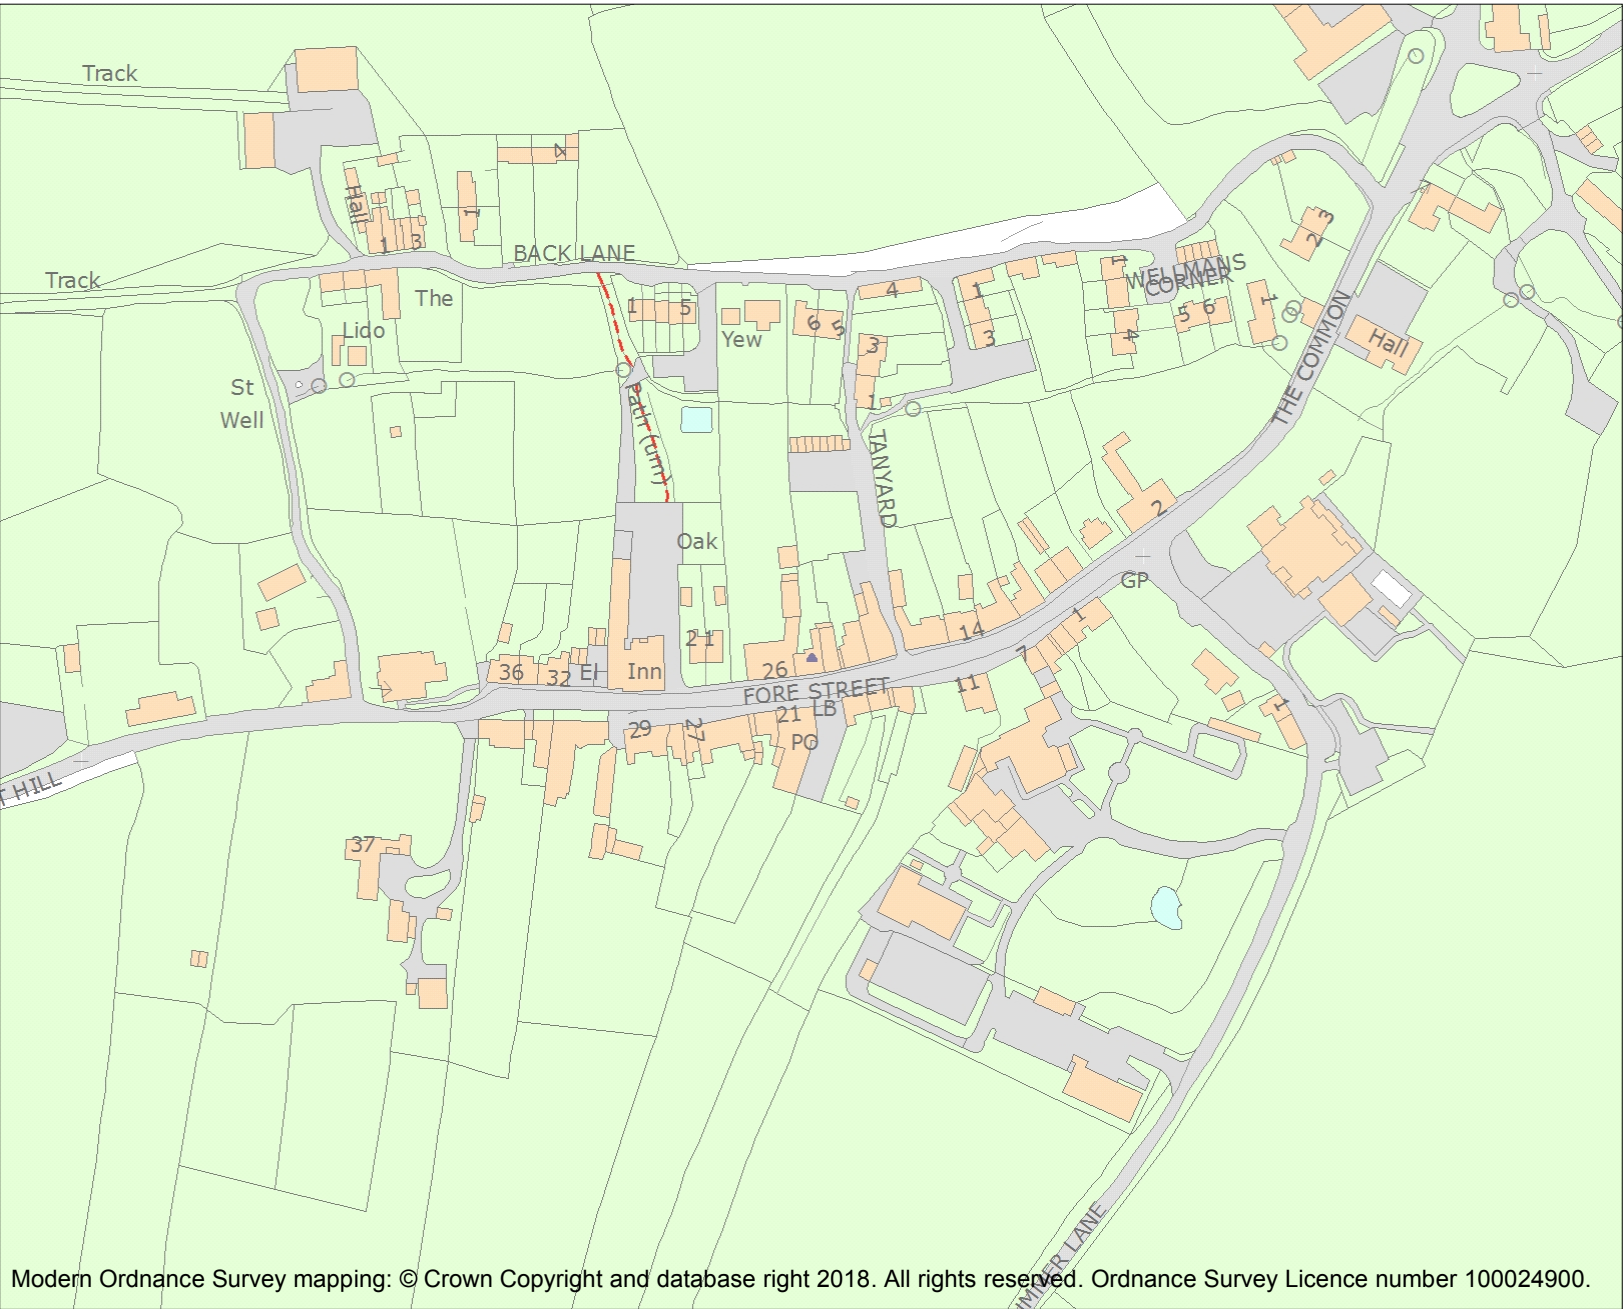 Track
4
Hall
1
1 3
BACK LANE
Track
The
Lido
St
Well
1 5
Yew
6 5
4
3
1
1
3
1
WELLMANS
CORNER
5 6
4
1
3
2
Hall
THE COMMON
Path (um)
TANYARD
Oak
2
GP
2 1
36 32 El Inn
26
14
1
7
11
FORE STREET
29 27
21 LB
PO
1
T HILL
37
IMMER LANE
Modern Ordnance Survey mapping: © Crown Copyright and database right 2018. All rights reserved. Ordnance Survey Licence number 100024900.